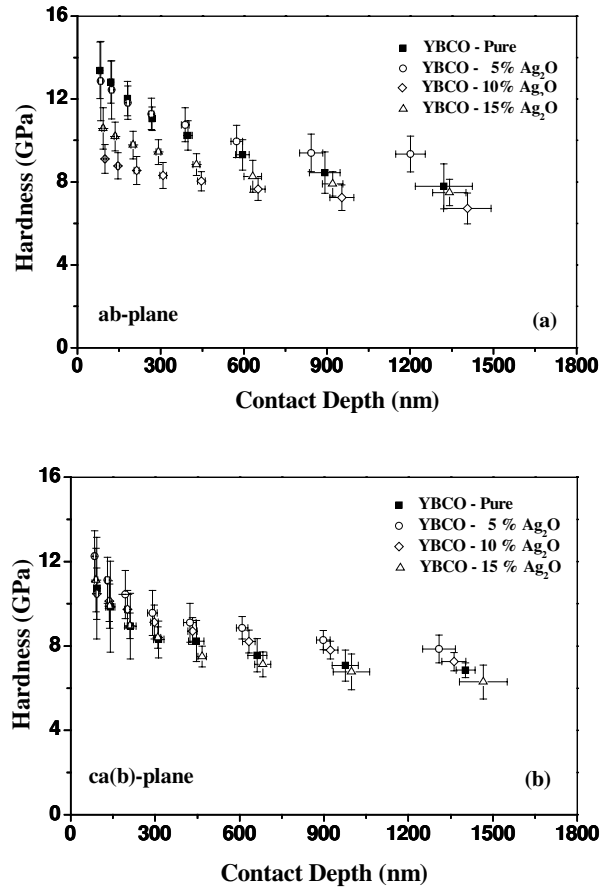 16
12
8
4
0
Hardness (GPa)
YBCO - Pure
YBCO - 5% Ag₂O
YBCO - 10% Ag₂O
YBCO - 15% Ag₂O
ab-plane
(a)
0 300 600 900 1200 1500 1800
Contact Depth (nm)
16
12
8
4
0
Hardness (GPa)
YBCO - Pure
YBCO - 5 % Ag₂O
YBCO - 10 % Ag₂O
YBCO - 15 % Ag₂O
ca(b)-plane
(b)
0 300 600 900 1200 1500 1800
Contact Depth (nm)